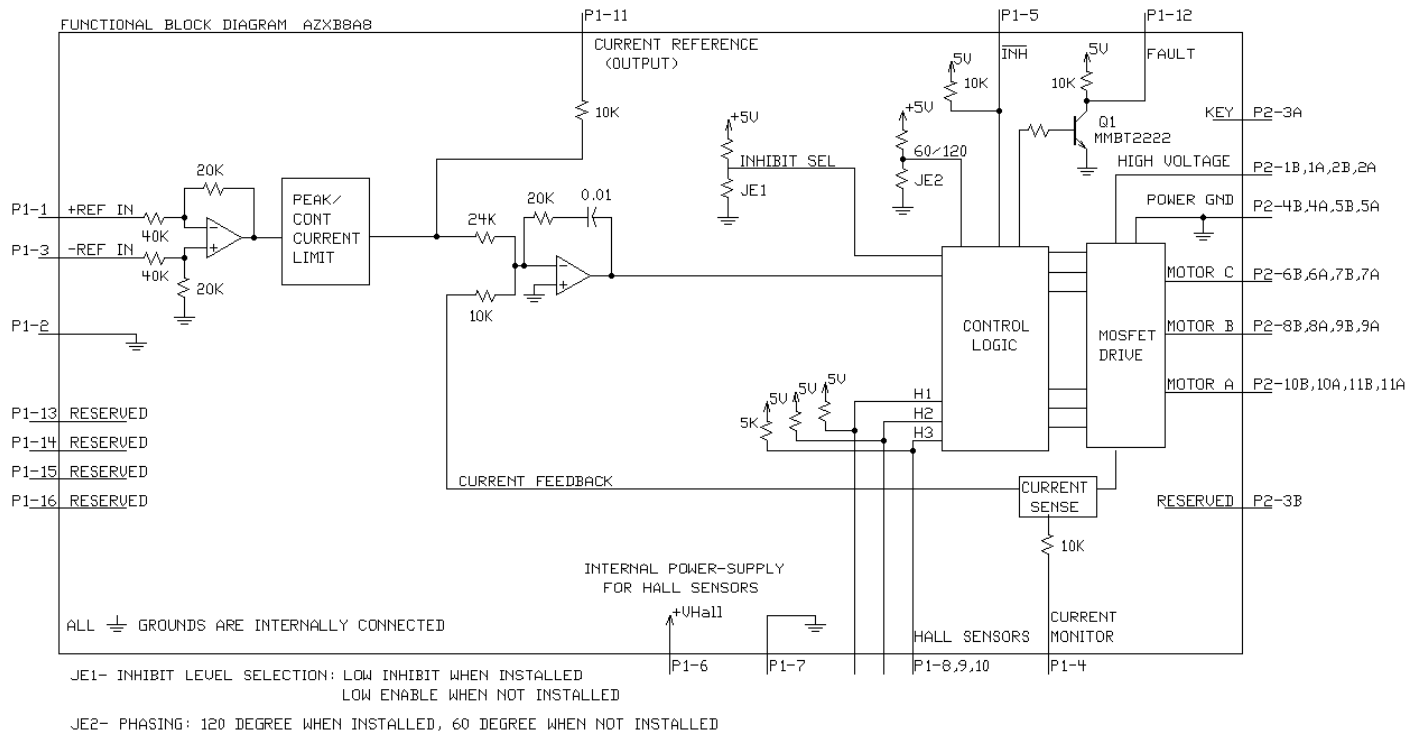 FUNCTIONAL BLOCK DIAGRAM AZXB8A8
P1-11
P1-5
P1-12
CURRENT REFERENCE
(OUTPUT)
INH
FAULT
5V
5V
10K
10K
10K
+5V
+5V
Q1
MMBT2222
KEY
P2-3A
60/120
INHIBIT SEL
JE1
JE2
HIGH VOLTAGE
P2-1B,1A,2B,2A
POWER GND
P2-4B,4A,5B,5A
20K
P1-1
+REF IN
40K
P1-3
-REF IN
40K
20K
PEAK/
CONT
CURRENT
LIMIT
24K
20K
0.01
10K
P1-2
CONTROL
LOGIC
MOSFET
DRIVE
MOTOR C
P2-6B,6A,7B,7A
MOTOR B
P2-8B,8A,9B,9A
MOTOR A
P2-10B,10A,11B,11A
5V
5V
5V
5K
H1
H2
H3
P1-13 RESERVED
P1-14 RESERVED
P1-15 RESERVED
P1-16 RESERVED
CURRENT FEEDBACK
CURRENT
SENSE
RESERVED
P2-3B
10K
INTERNAL POWER-SUPPLY
FOR HALL SENSORS
+VHall
ALL GROUNDS ARE INTERNALLY CONNECTED
HALL SENSORS
CURRENT
MONITOR
P1-6
P1-7
P1-8,9,10
P1-4
JE1- INHIBIT LEVEL SELECTION: LOW INHIBIT WHEN INSTALLED
LOW ENABLE WHEN NOT INSTALLED
JE2- PHASING: 120 DEGREE WHEN INSTALLED, 60 DEGREE WHEN NOT INSTALLED